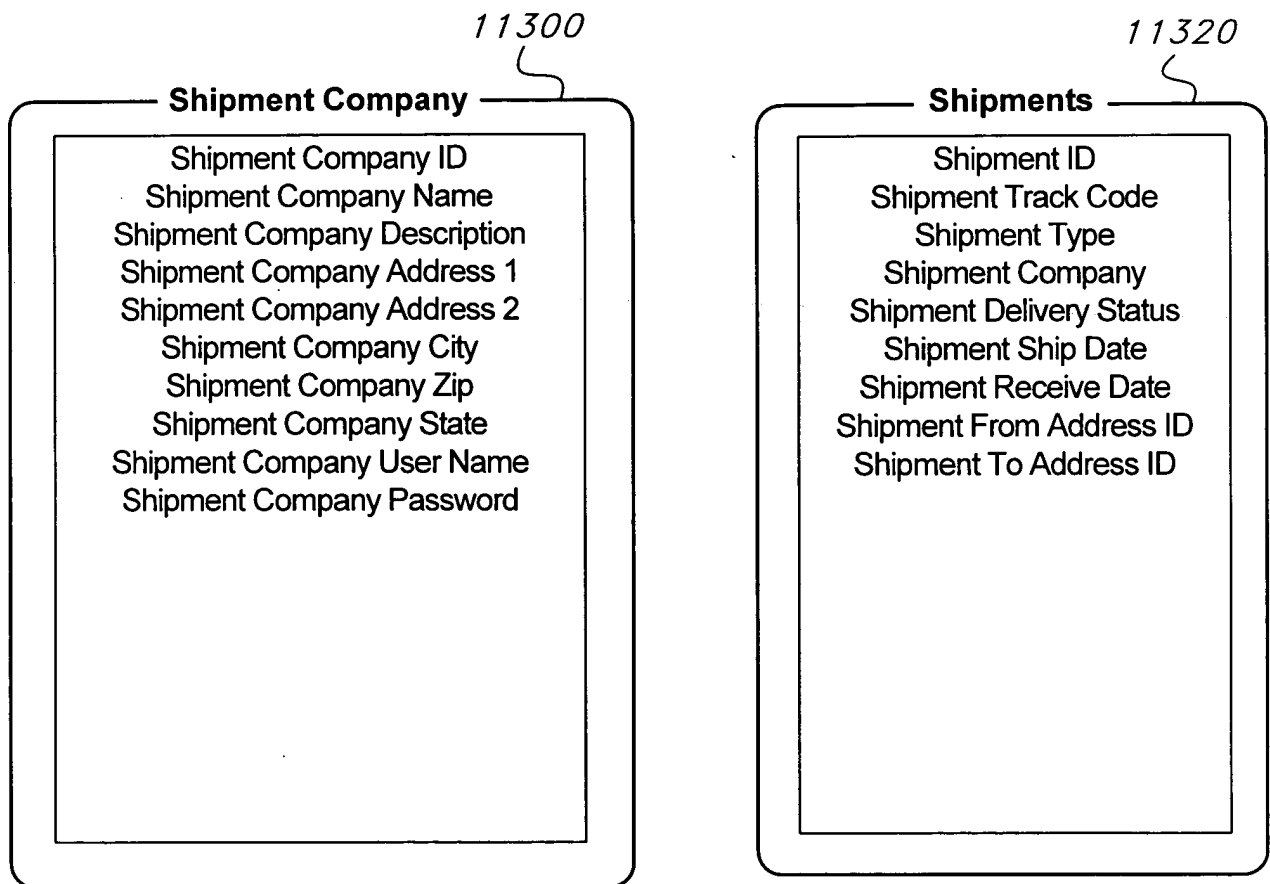 11300
Shipment Company
Shipment Company ID
Shipment Company Name
Shipment Company Description
Shipment Company Address 1
Shipment Company Address 2
Shipment Company City
Shipment Company Zip
Shipment Company State
Shipment Company User Name
Shipment Company Password
11320
Shipments
Shipment ID
Shipment Track Code
Shipment Type
Shipment Company
Shipment Delivery Status
Shipment Ship Date
Shipment Receive Date
Shipment From Address ID
Shipment To Address ID